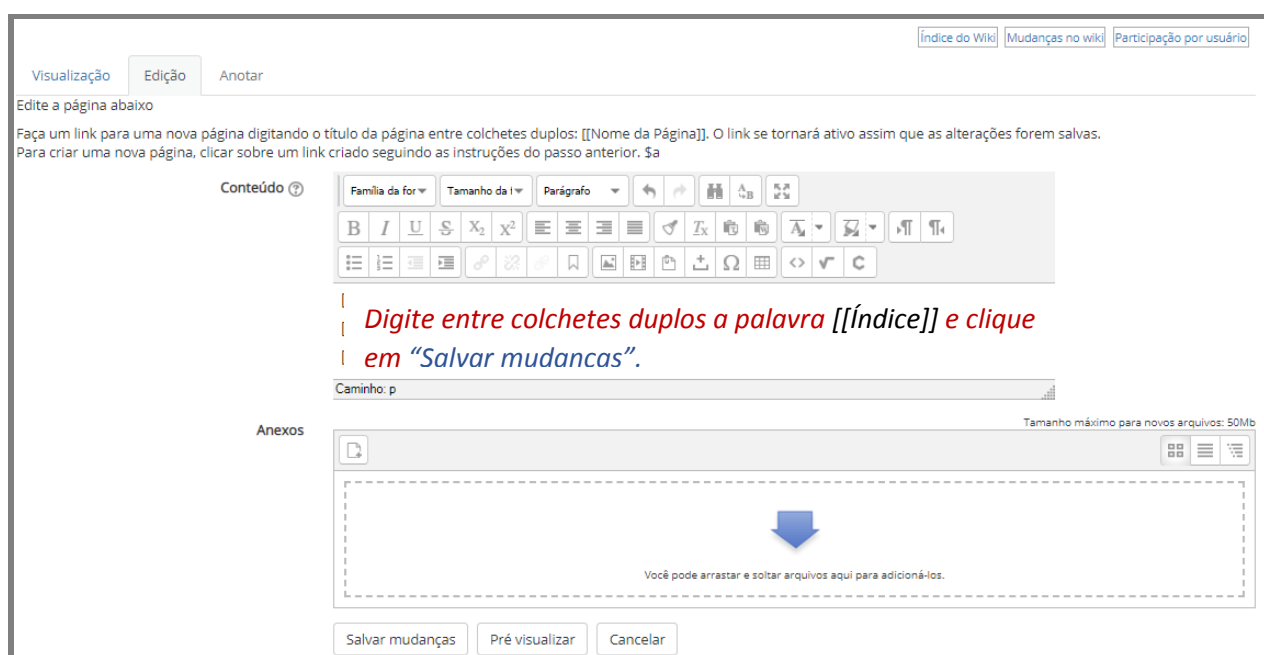 Índice do Wiki Mudanças no wiki Participação por usuário
Visualização Edição Anotar
Edite a página abaixo
Faça um link para uma nova página digitando o título da página entre colchetes duplos: [[Nome da Página]]. O link se tornará ativo assim que as alterações forem salvas.
Para criar uma nova página, clicar sobre um link criado seguindo as instruções do passo anterior. $a
Conteúdo
Família da for Tamanho da Parágrafo
Digite entre colchetes duplos a palavra [[Índice]] e clique
em “Salvar mudancas”.
Caminho: p
Tamanho máximo para novos arquivos: 50Mb
Anexos
Você pode arrastar e soltar arquivos aqui para adicioná-los.
Salvar mudanças Pré visualizar Cancelar